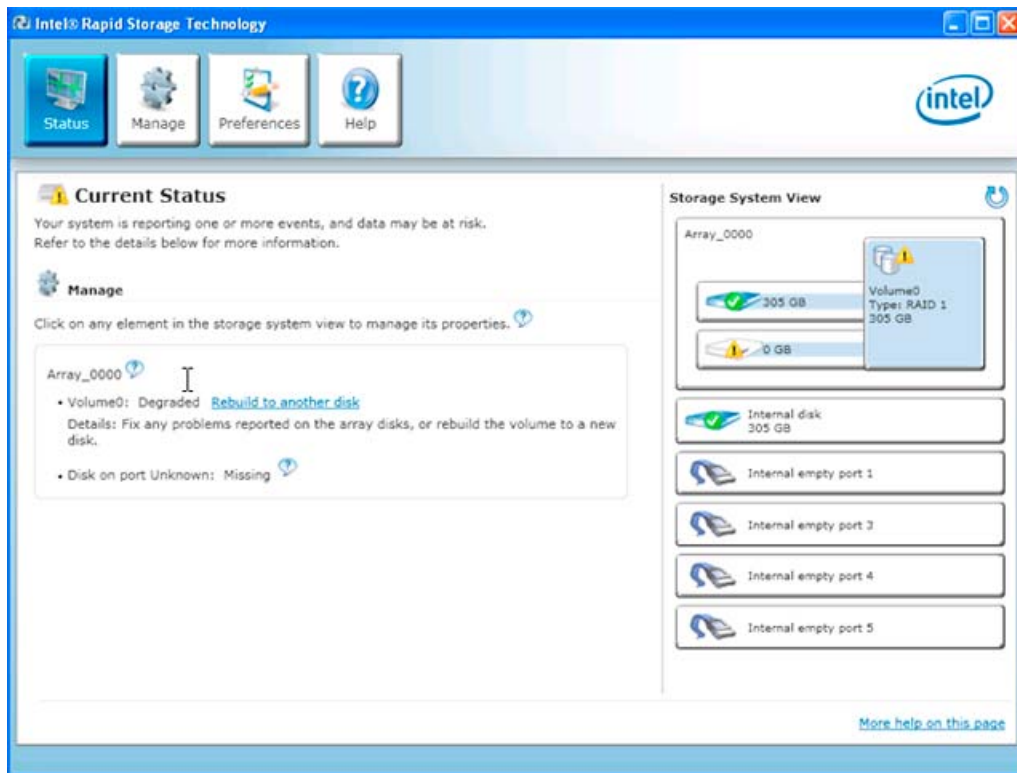 Intel® Rapid Storage Technology
Status
Manage
Preferences
Help
intel
Current Status
Your system is reporting one or more events, and data may be at risk.
Refer to the details below for more information.
Manage
Click on any element in the storage system view to manage its properties. ?
Array_0000 ?
• Volume0: Degraded Rebuild to another disk
Details: Fix any problems reported on the array disks, or rebuild the volume to a new
disk.
• Disk on port Unknown: Missing ?
Storage System View
Array_0000
305 GB
0 GB
Volume0
Type: RAID 1
305 GB
Internal disk
305 GB
Internal empty port 1
Internal empty port 3
Internal empty port 4
Internal empty port 5
More help on this page